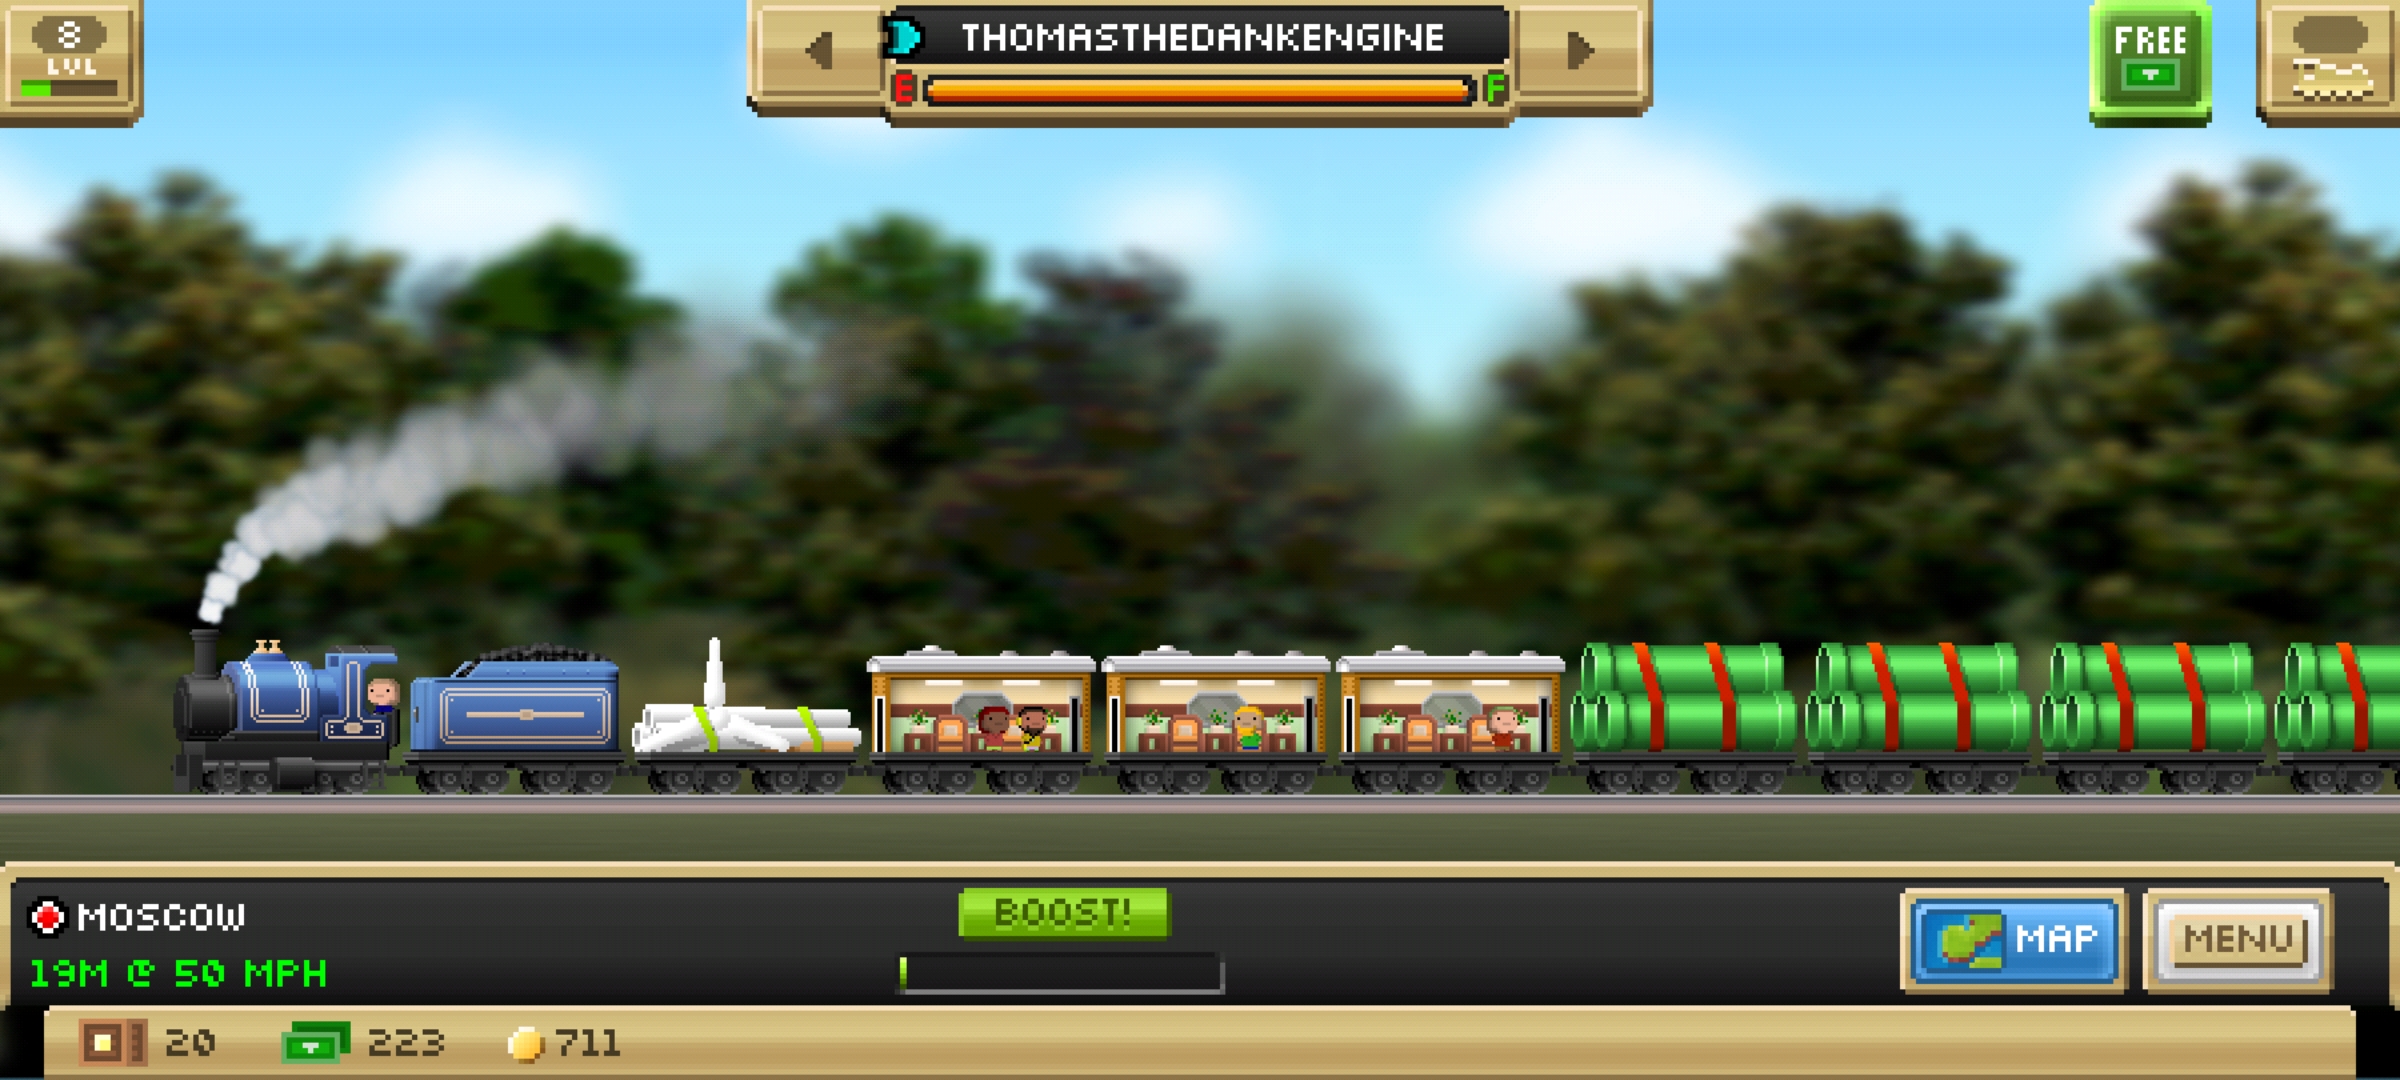 8
LVL
THOMASTHEDANKENGINE
E F
FREE
MOSCOW
19M @ 50 MPH
BOOST!
MAP
MENU
20 223 711